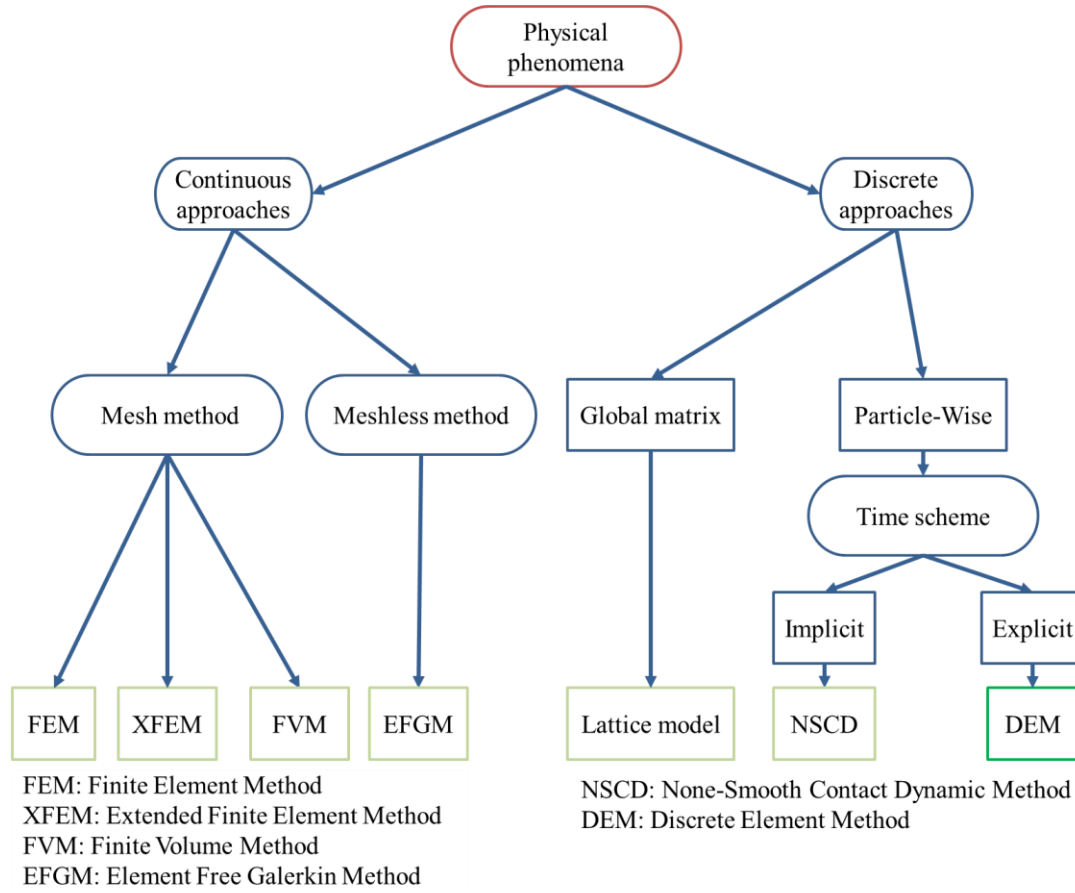 Physical
phenomena
Continuous
approaches
Discrete
approaches
Mesh method
Meshless method
Global matrix
Particle-Wise
Time scheme
Implicit
Explicit
FEM
XFEM
FVM
EFGM
Lattice model
NSCD
DEM
FEM: Finite Element Method
XFEM: Extended Finite Element Method
FVM: Finite Volume Method
EFGM: Element Free Galerkin Method
NSCD: None-Smooth Contact Dynamic Method
DEM: Discrete Element Method